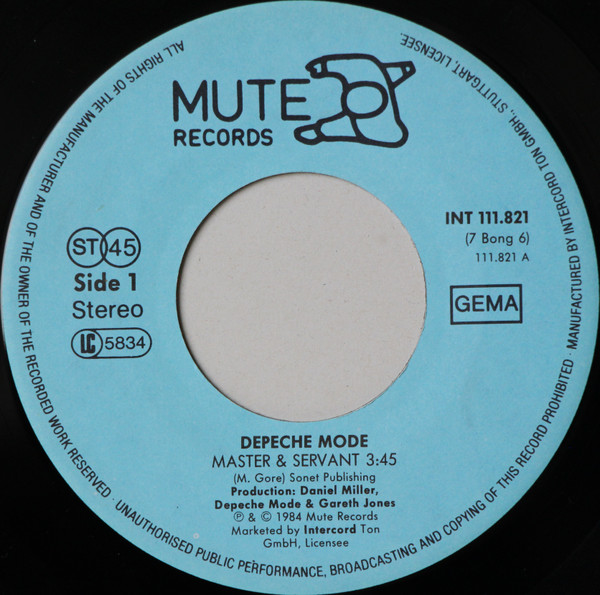 MUTE
RECORDS
ST 45
Side 1
Stereo
LC 5834
INT 111.821
(7 Bong 6)
111.821 A
GEMA
DEPECHE MODE
MASTER & SERVANT 3:45
(M. Gore) Sonet Publishing
Production: Daniel Miller,
Depeche Mode & Gareth Jones
℗ & © 1984 Mute Records
Marketed by Intercord Ton
GmbH, Licensee
ALL RIGHTS OF THE MANUFACTURER AND OF THE OWNER OF THE RECORDED WORK RESERVED · UNAUTHORISED PUBLIC PERFORMANCE, BROADCASTING AND COPYING OF THIS RECORD PROHIBITED · MANUFACTURED BY INTERCORD TON GMBH., STUTTGART, LICENSEE.